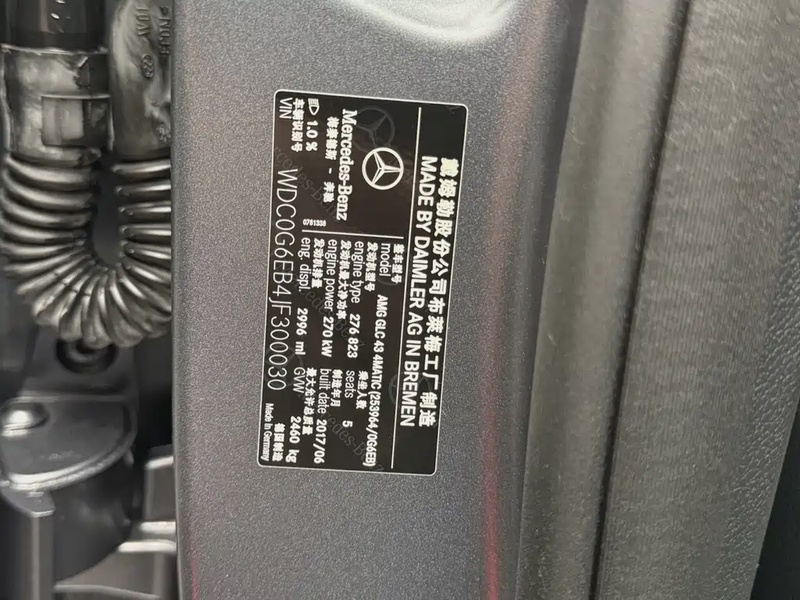 戴姆勒股份公司布莱梅工厂制造
MADE BY DAIMLER AG IN BREMEN
Mercedes-Benz
梅赛德斯 - 奔驰
0781338
整车型号
model AMG GLC 43 4MATIC (253964/0G6EB)
发动机型号 乘坐人数
engine type 276 823 seats 5
发动机最大净功率 制造年月
engine power 270 kW built date 2017/06
发动机排量 最大允许总质量
eng. displ. 2996 ml GVW 2460 kg
1.0 %
车辆识别号
VIN WDC0G6EB4JF300030
德国制造
Made in Germany